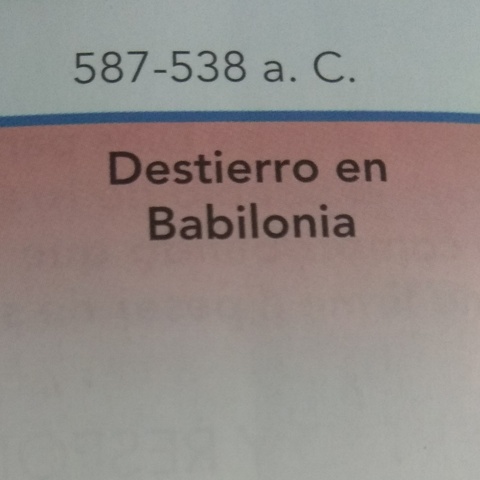 587-538 a. C.
Destierro en
Babilonia